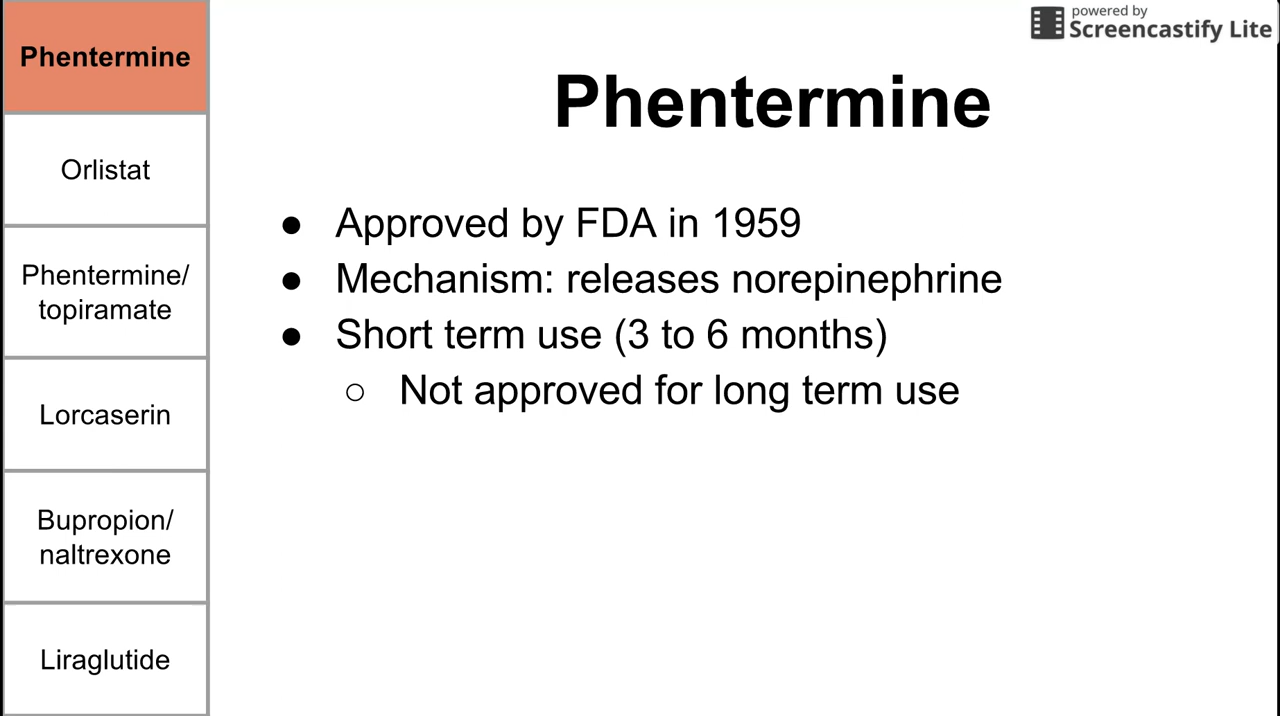 powered by
Screencastify Lite
Phentermine
Orlistat
Phentermine/
topiramate
Lorcaserin
Bupropion/
naltrexone
Liraglutide
Phentermine
● Approved by FDA in 1959
● Mechanism: releases norepinephrine
● Short term use (3 to 6 months)
○ Not approved for long term use